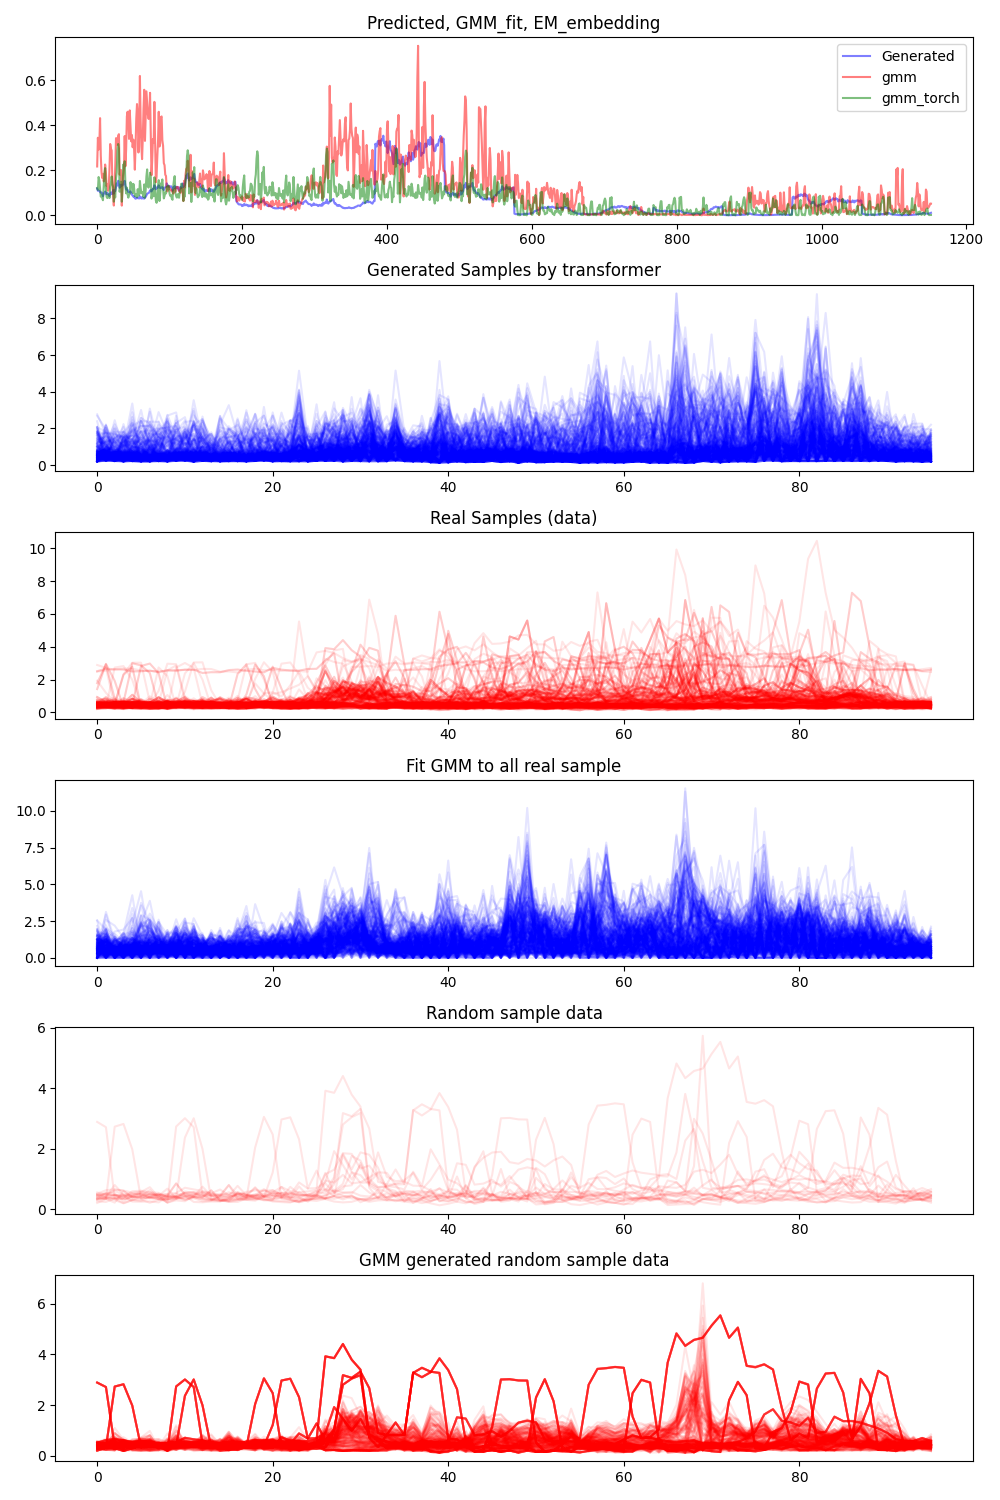 Predicted, GMM_fit, EM_embedding
Generated
gmm
gmm_torch
0.6
0.4
0.2
0.0
0 200 400 600 800 1000 1200
Generated Samples by transformer
8
6
4
2
0
0 20 40 60 80
Real Samples (data)
10
8
6
4
2
0
0 20 40 60 80
Fit GMM to all real sample
10.0
7.5
5.0
2.5
0.0
0 20 40 60 80
Random sample data
6
4
2
0
0 20 40 60 80
GMM generated random sample data
6
4
2
0
0 20 40 60 80